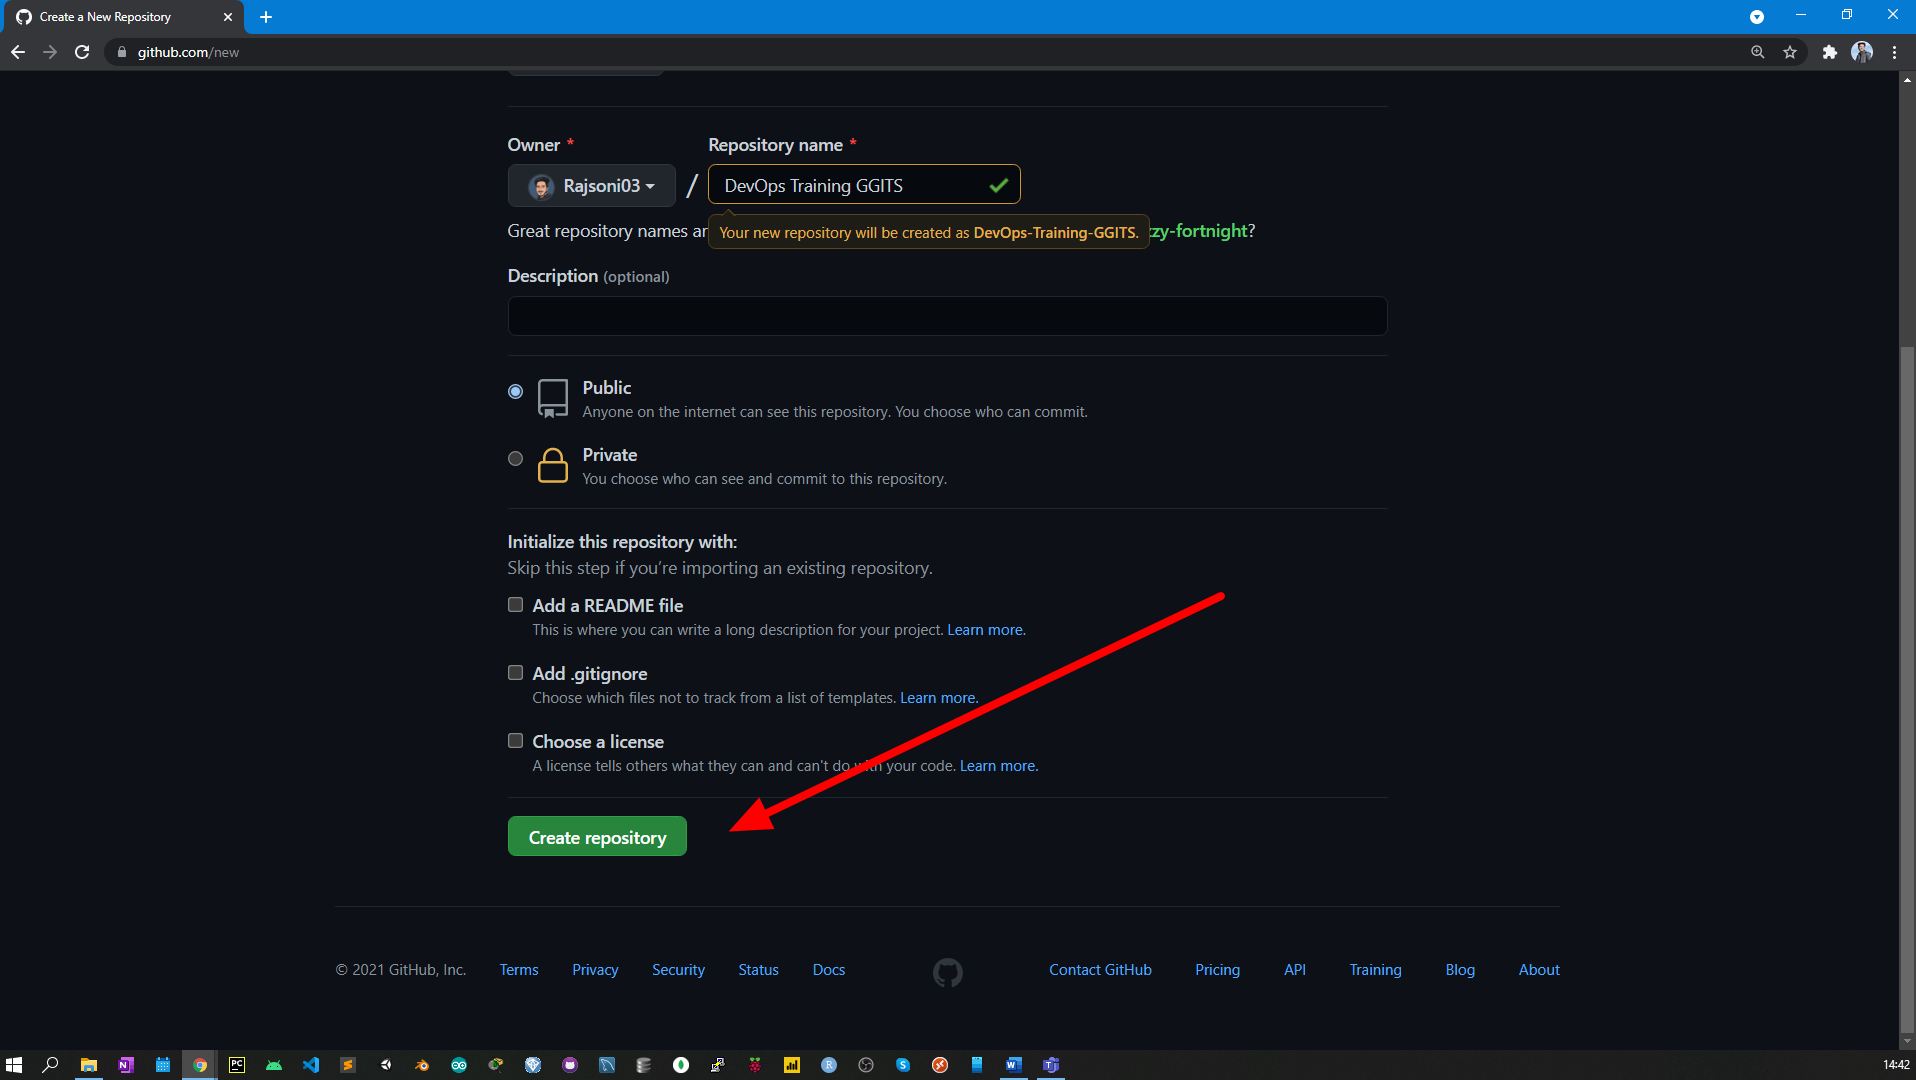 Create a New Repository
github.com/new
Owner *
Repository name *
Rajsoni03 / DevOps Training GGITS
Great repository names ar
Your new repository will be created as DevOps-Training-GGITS.
zy-fortnight?
Description (optional)
Public
Anyone on the internet can see this repository. You choose who can commit.
Private
You choose who can see and commit to this repository.
Initialize this repository with:
Skip this step if you're importing an existing repository.
Add a README file
This is where you can write a long description for your project. Learn more.
Add .gitignore
Choose which files not to track from a list of templates. Learn more.
Choose a license
A license tells others what they can and can't do with your code. Learn more.
Create repository
© 2021 GitHub, Inc. Terms Privacy Security Status Docs Contact GitHub Pricing API Training Blog About
14:42